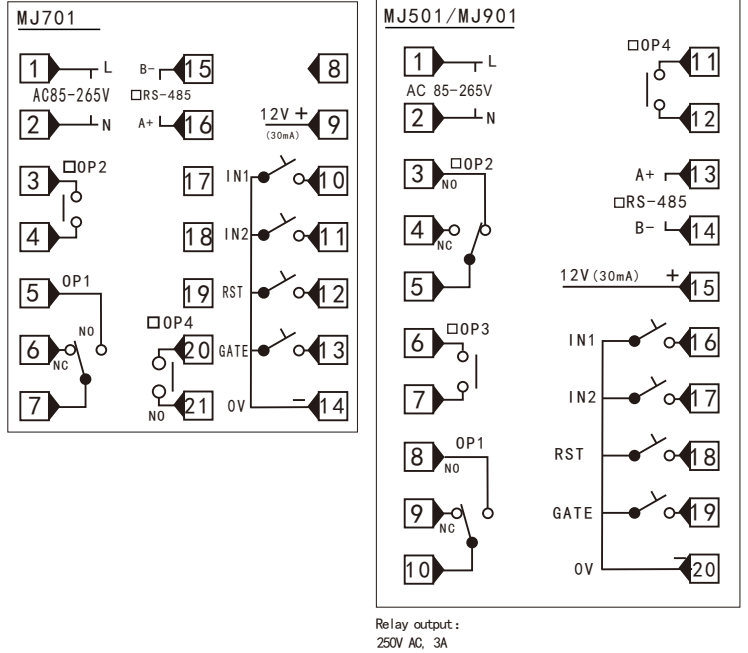 MJ701
1 L B- 15 8
AC85-265V □RS-485
2 N A+ 16 12V + 9
(30mA)
3 □OP2 17 IN1 10
4 18 IN2 11
5 OP1 19 RST 12
NO □OP4
6 NC 20 GATE 13
7 NO 21 0V － 14
MJ501/MJ901
1 L □OP4 11
AC 85-265V
2 N 12
3 NO □OP2 A+ 13
□RS-485
4 NC B- 14
5 12V(30mA) + 15
6 □OP3 IN1 16
7 IN2 17
8 NO OP1 RST 18
9 NC GATE 19
10 0V － 20
Relay output:
250V AC, 3A